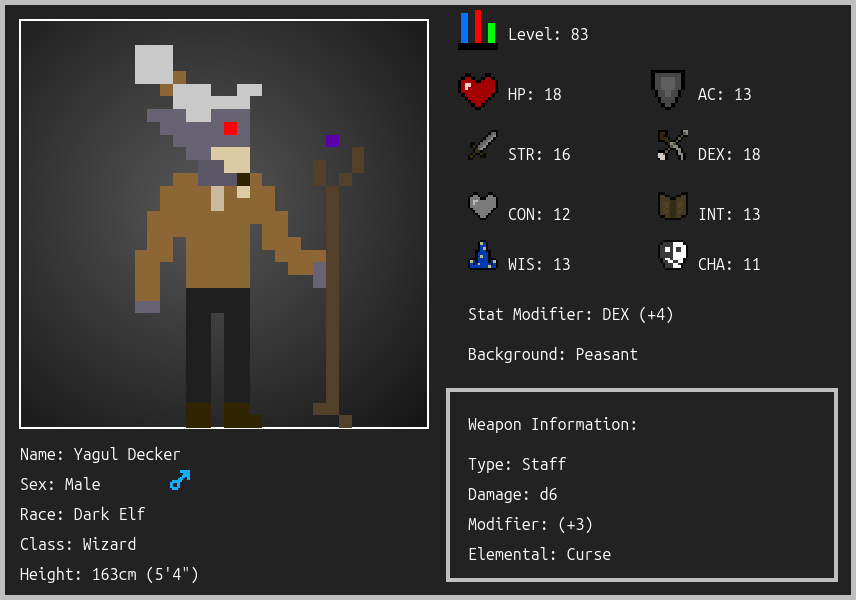 Level: 83
HP: 18
AC: 13
STR: 16
DEX: 18
CON: 12
INT: 13
WIS: 13
CHA: 11
Stat Modifier: DEX (+4)
Background: Peasant
Weapon Information:
Type: Staff
Damage: d6
Modifier: (+3)
Elemental: Curse
Name: Yagul Decker
Sex: Male
Race: Dark Elf
Class: Wizard
Height: 163cm (5'4")